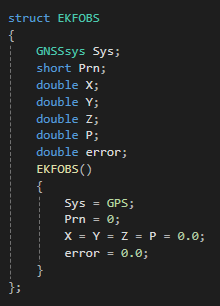 struct EKFOBS
{
    GNSSsys Sys;
    short Prn;
    double X;
    double Y;
    double Z;
    double P;
    double error;
    EKFOBS()
    {
        Sys = GPS;
        Prn = 0;
        X = Y = Z = P = 0.0;
        error = 0.0;
    }
};